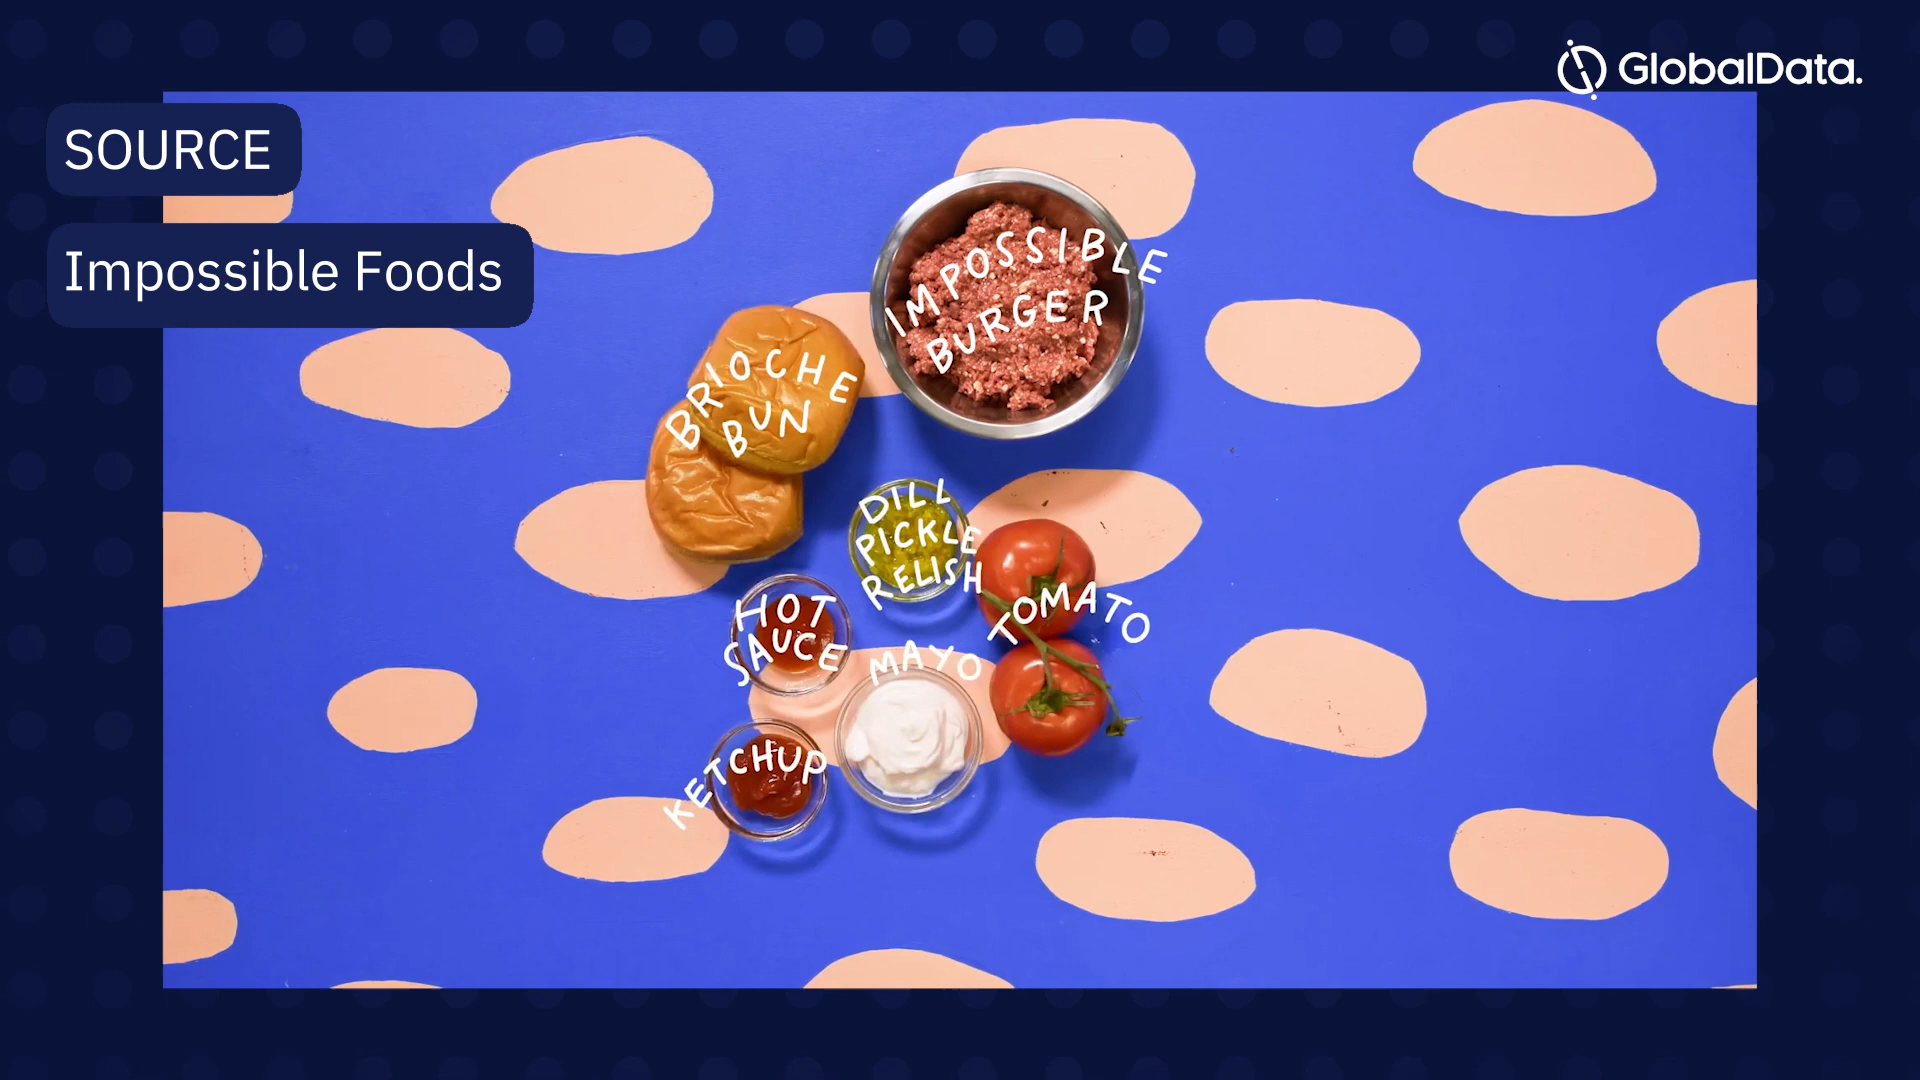 GlobalData.
SOURCE
Impossible Foods
IMPOSSIBLE
BURGER
BRIOCHE
BUN
DILL
PICKLE
RELISH
TOMATO
HOT
SAUCE
MAYO
KETCHUP